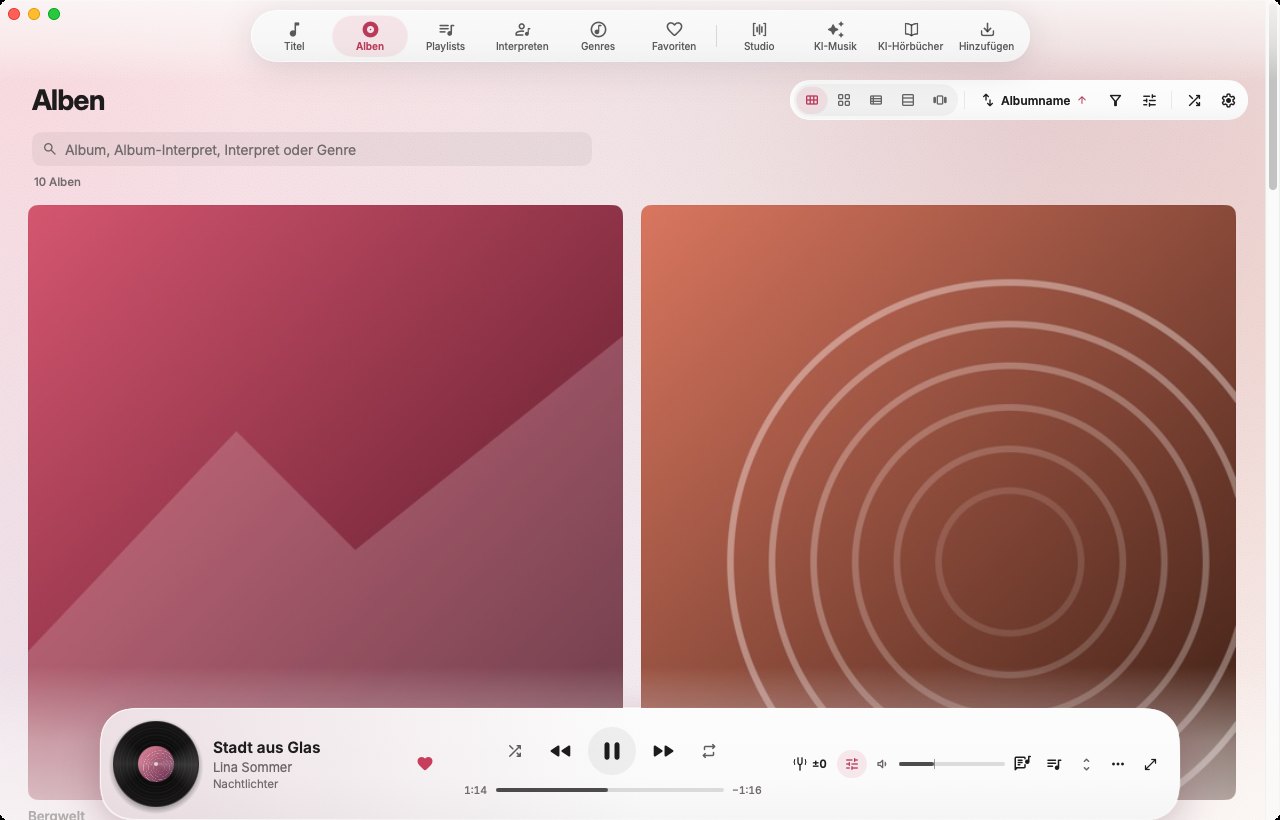 Titel
Alben
Playlists
Interpreten
Genres
Favoriten
Studio
KI-Musik
KI-Hörbücher
Hinzufügen
Alben
Albumname
Album, Album-Interpret, Interpret oder Genre
10 Alben
Stadt aus Glas
Lina Sommer
Nachtlichter
1:14
−1:16
±0
Bergwelt